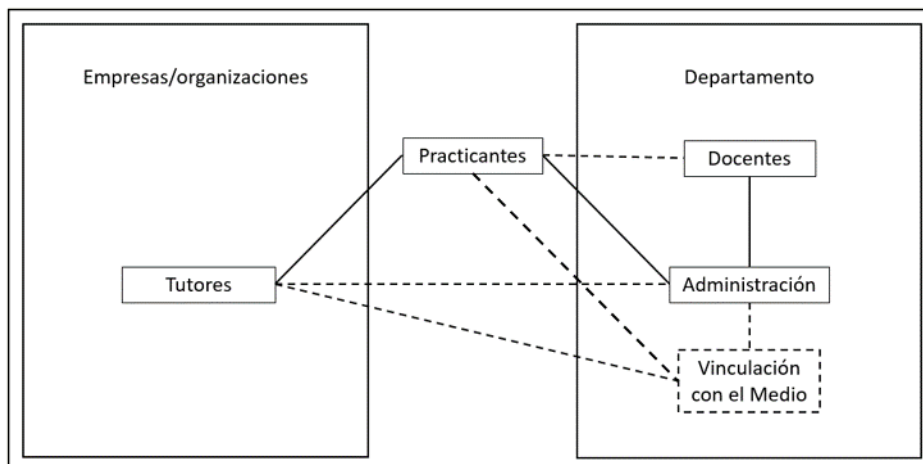 Empresas/organizaciones
Departamento
Practicantes
Docentes
Tutores
Administración
Vinculación
con el Medio